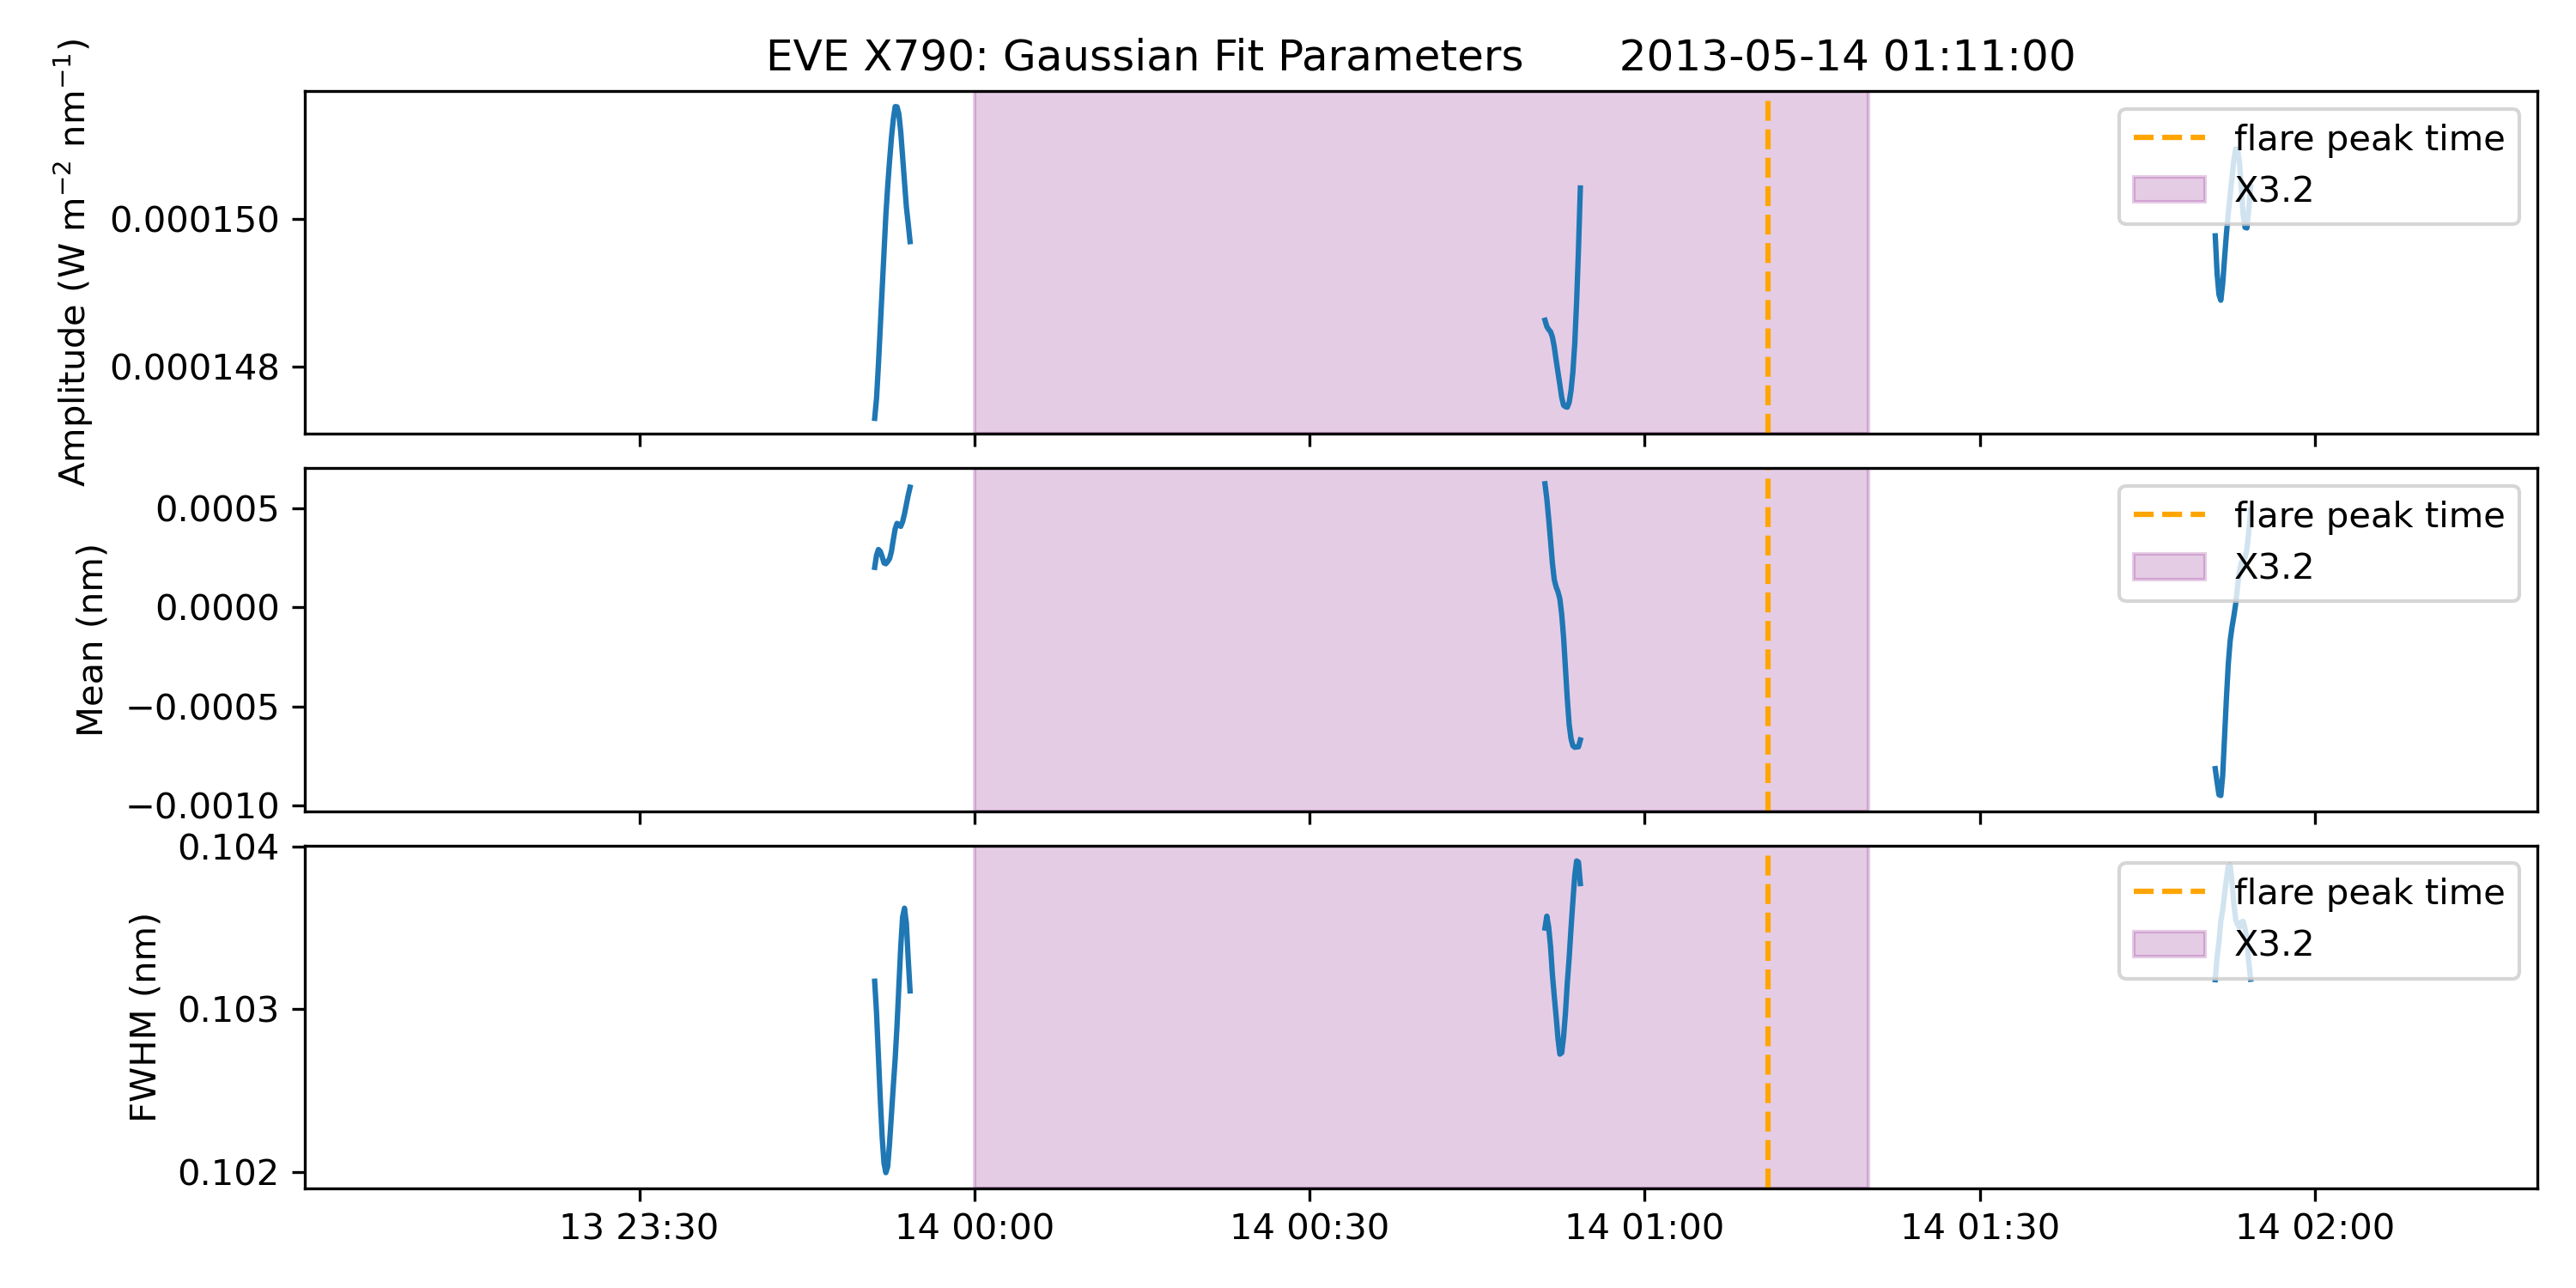 EVE X790: Gaussian Fit Parameters 2013-05-14 01:11:00
Amplitude (W m⁻² nm⁻¹)
0.000150
0.000148
flare peak time
X3.2
Mean (nm)
0.0005
0.0000
−0.0005
−0.0010
flare peak time
X3.2
FWHM (nm)
0.104
0.103
0.102
flare peak time
X3.2
13 23:30 14 00:00 14 00:30 14 01:00 14 01:30 14 02:00